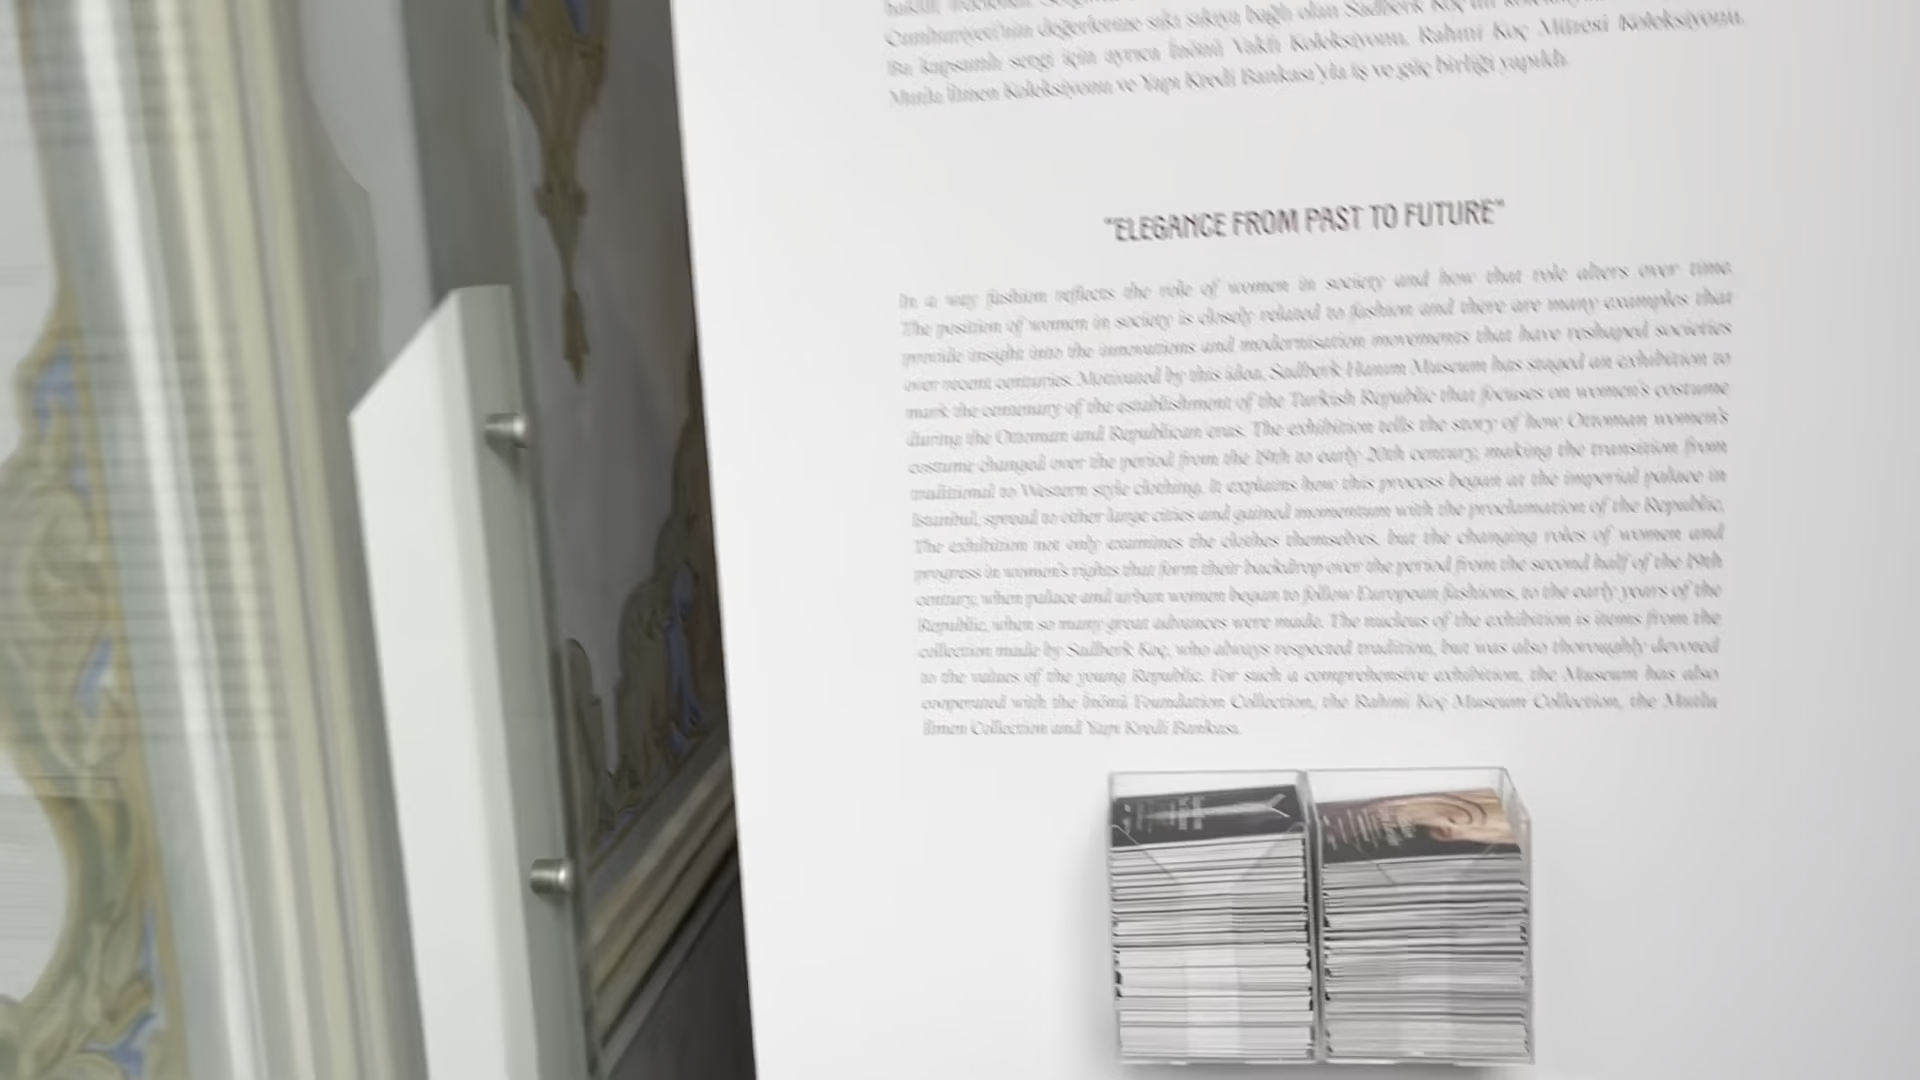 Cumhuriyeti'nin değerlerine sıkı sıkıya bağlı olan Sadberk Koç'un
Bu kapsamlı sergi için ayrıca İnönü Vakfı Koleksiyonu, Rahmi Koç Müzesi Koleksiyonu,
Mutlu İlmen Koleksiyonu ve Yapı Kredi Bankası'yla iş ve güç birliği yapıldı.
"ELEGANCE FROM PAST TO FUTURE"
In a way fashion reflects the role of women in society and how that role alters over time.
The position of women in society is closely related to fashion and there are many examples that
provide insight into the innovations and modernisation movements that have reshaped societies
over recent centuries. Motivated by this idea, Sadberk Hanım Museum has staged an exhibition to
mark the centenary of the establishment of the Turkish Republic that focuses on women's costume
during the Ottoman and Republican eras. The exhibition tells the story of how Ottoman women's
costume changed over the period from the 19th to early 20th century, making the transition from
traditional to Western style clothing. It explains how this process began at the imperial palace in
Istanbul, spread to other large cities and gained momentum with the proclamation of the Republic.
The exhibition not only examines the clothes themselves, but the changing roles of women and
progress in women's rights that form their backdrop over the period from the second half of the 19th
century, when palace and urban women began to follow European fashions, to the early years of the
Republic, when so many great advances were made. The nucleus of the exhibition is items from the
collection made by Sadberk Koç, who always respected tradition, but was also thoroughly devoted
to the values of the young Republic. For such a comprehensive exhibition, the Museum has also
cooperated with the İnönü Foundation Collection, the Rahmi Koç Museum Collection, the Mutlu
İlmen Collection and Yapı Kredi Bankası.